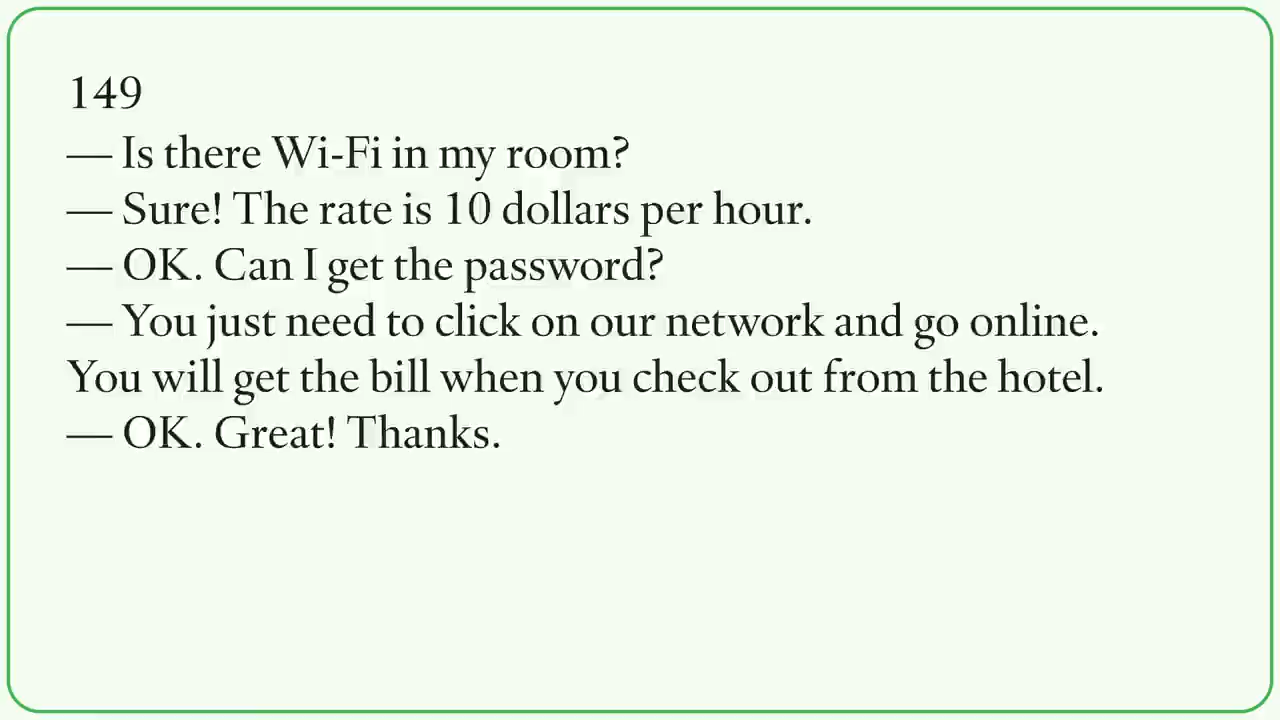 149
— Is there Wi-Fi in my room?
— Sure! The rate is 10 dollars per hour.
— OK. Can I get the password?
— You just need to click on our network and go online.
You will get the bill when you check out from the hotel.
— OK. Great! Thanks.